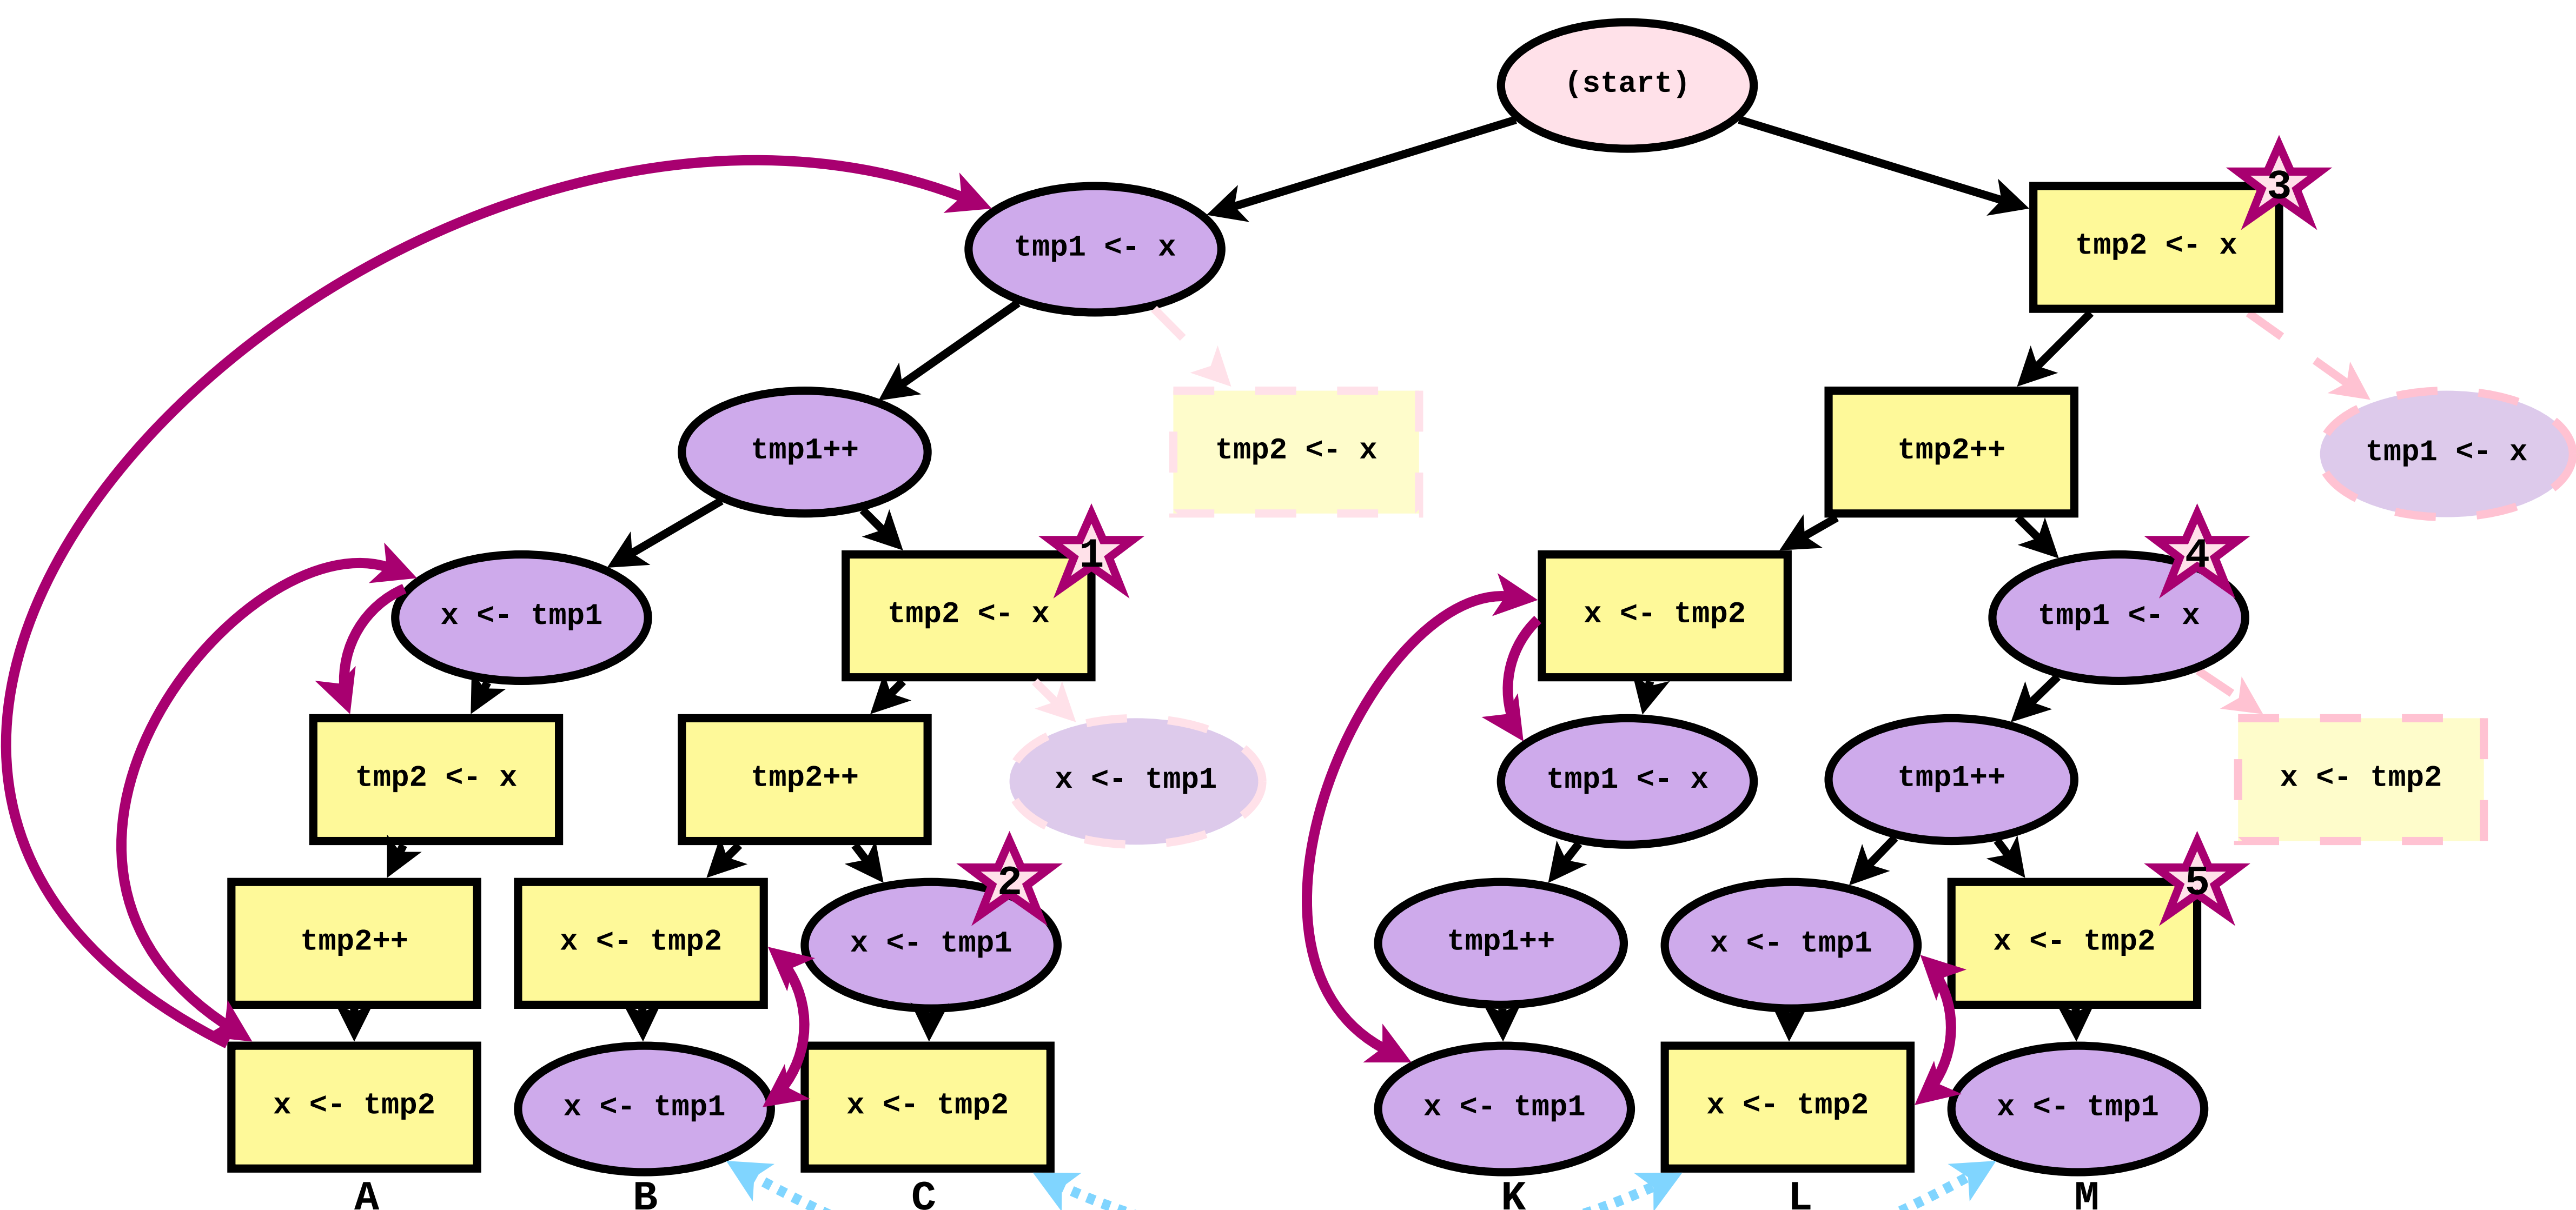 (start)
3
tmp1 <- x
tmp2 <- x
tmp1++
tmp2 <- x
tmp2++
tmp1 <- x
1
4
x <- tmp1
tmp2 <- x
x <- tmp2
tmp1 <- x
tmp2 <- x
tmp2++
x <- tmp1
tmp1 <- x
tmp1++
x <- tmp2
2
5
tmp2++
x <- tmp2
x <- tmp1
tmp1++
x <- tmp1
x <- tmp2
x <- tmp2
x <- tmp1
x <- tmp2
x <- tmp1
x <- tmp2
x <- tmp1
A
B
C
K
L
M